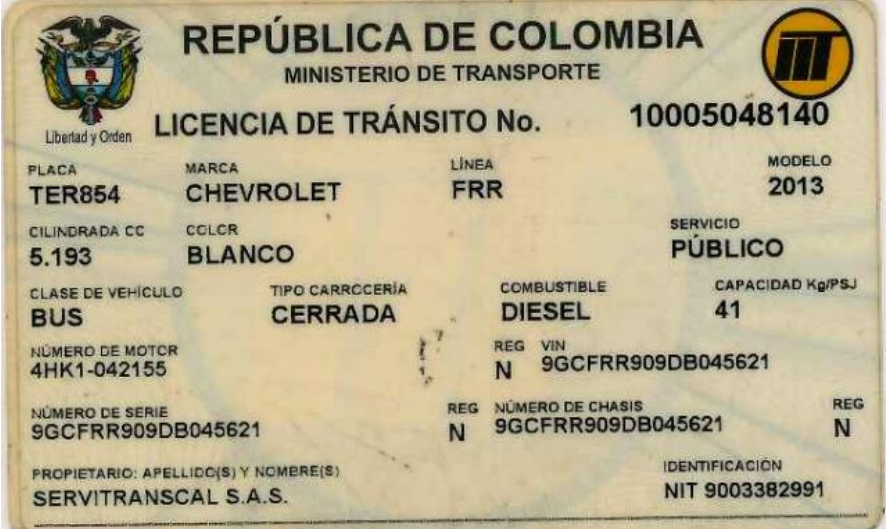 REPÚBLICA DE COLOMBIA
MINISTERIO DE TRANSPORTE
Libertad y Orden
LICENCIA DE TRÁNSITO No. 10005048140
PLACA MARCA LÍNEA MODELO
TER854 CHEVROLET FRR 2013
CILINDRADA CC COLOR SERVICIO
5.193 BLANCO PÚBLICO
CLASE DE VEHÍCULO TIPO CARROCERÍA COMBUSTIBLE CAPACIDAD Kg/PSJ
BUS CERRADA DIESEL 41
NÚMERO DE MOTOR REG VIN
4HK1-042155 N 9GCFRR909DB045621
NÚMERO DE SERIE REG NÚMERO DE CHASIS REG
9GCFRR909DB045621 N 9GCFRR909DB045621 N
PROPIETARIO: APELLIDO(S) Y NOMBRE(S) IDENTIFICACIÓN
SERVITRANSCAL S.A.S. NIT 9003382991